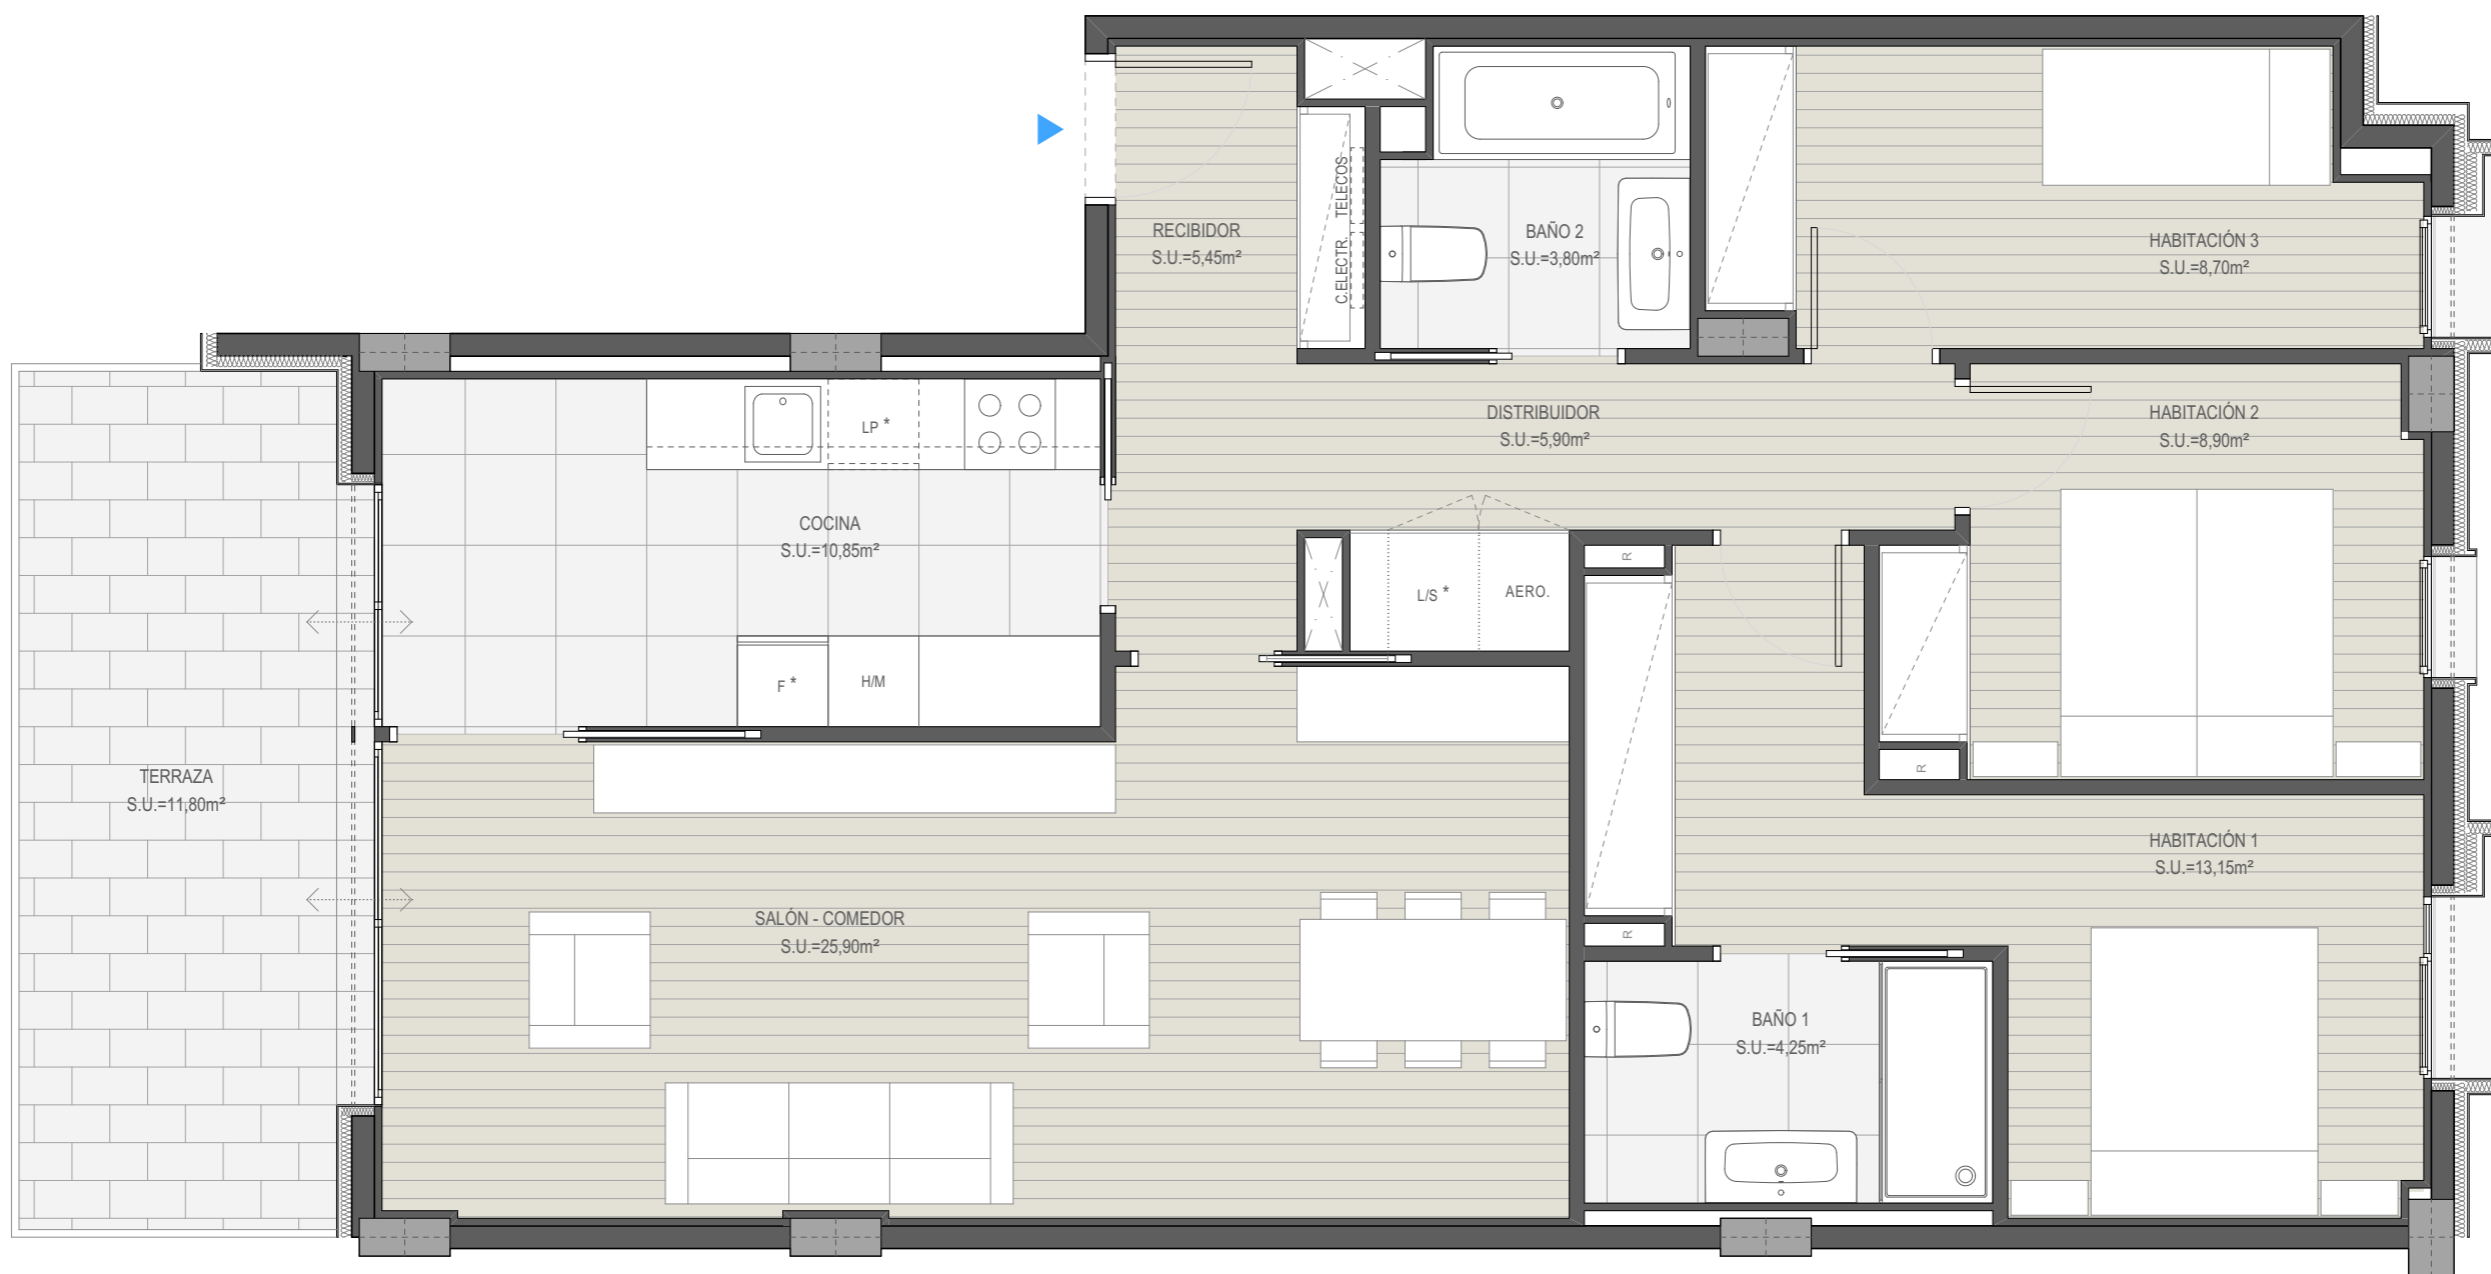 RECIBIDOR
S.U.=5,45m²
C.ELECTR. TELECOS
BAÑO 2
S.U.=3,80m²
HABITACIÓN 3
S.U.=8,70m²
DISTRIBUIDOR
S.U.=5,90m²
HABITACIÓN 2
S.U.=8,90m²
LP *
COCINA
S.U.=10,85m²
R
L/S *
AERO.
F *
H/M
R
TERRAZA
S.U.=11,80m²
HABITACIÓN 1
S.U.=13,15m²
SALÓN - COMEDOR
S.U.=25,90m²
R
BAÑO 1
S.U.=4,25m²